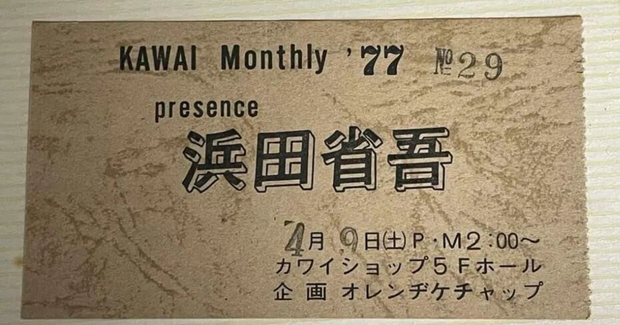 KAWAI Monthly '77 № 29
presence
浜田省吾
4月9日(土)P・M2:00〜
カワイショップ5Fホール
企画 オレンヂケチャップ